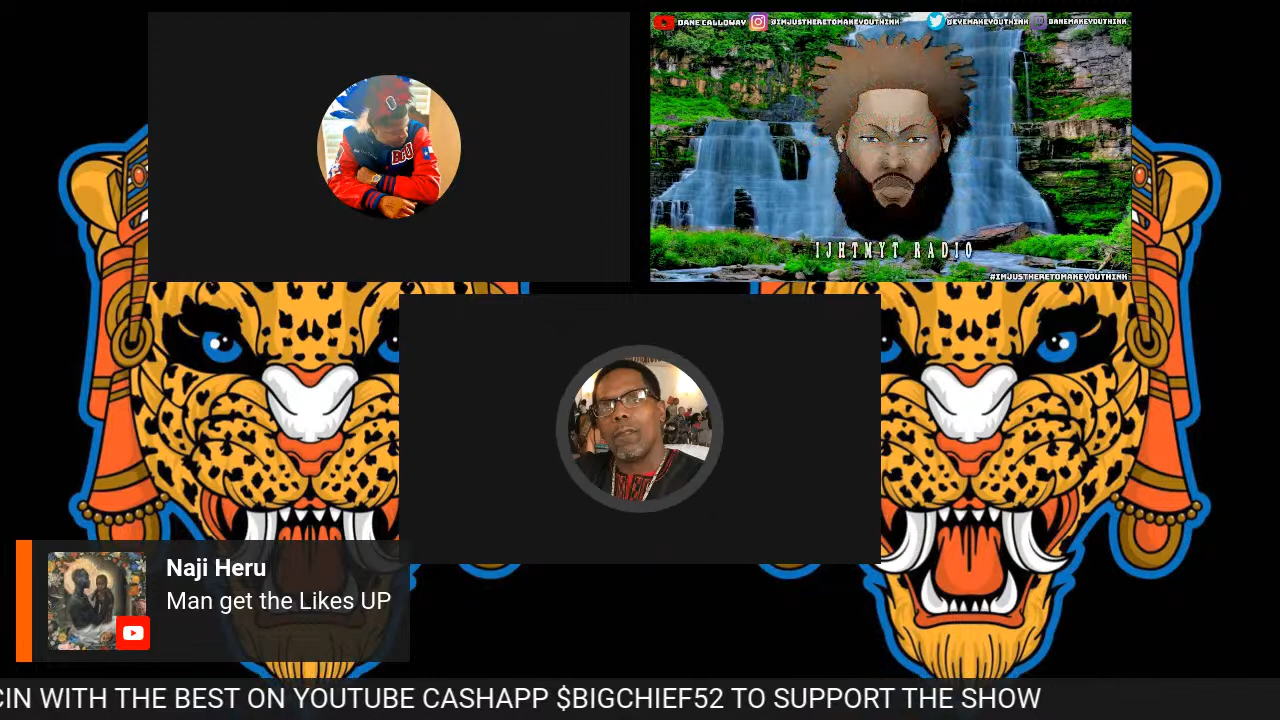 DANE CALLOWAY @IMJUSTHERETOMAKEYOUTHINK @EYEMAKEYOUTHINK DANEMAKEYOUTHINK
IJHTMYT RADIO
#IMJUSTHERETOMAKEYOUTHINK
Naji Heru
Man get the Likes UP
CIN WITH THE BEST ON YOUTUBE CASHAPP $BIGCHIEF52 TO SUPPORT THE SHOW